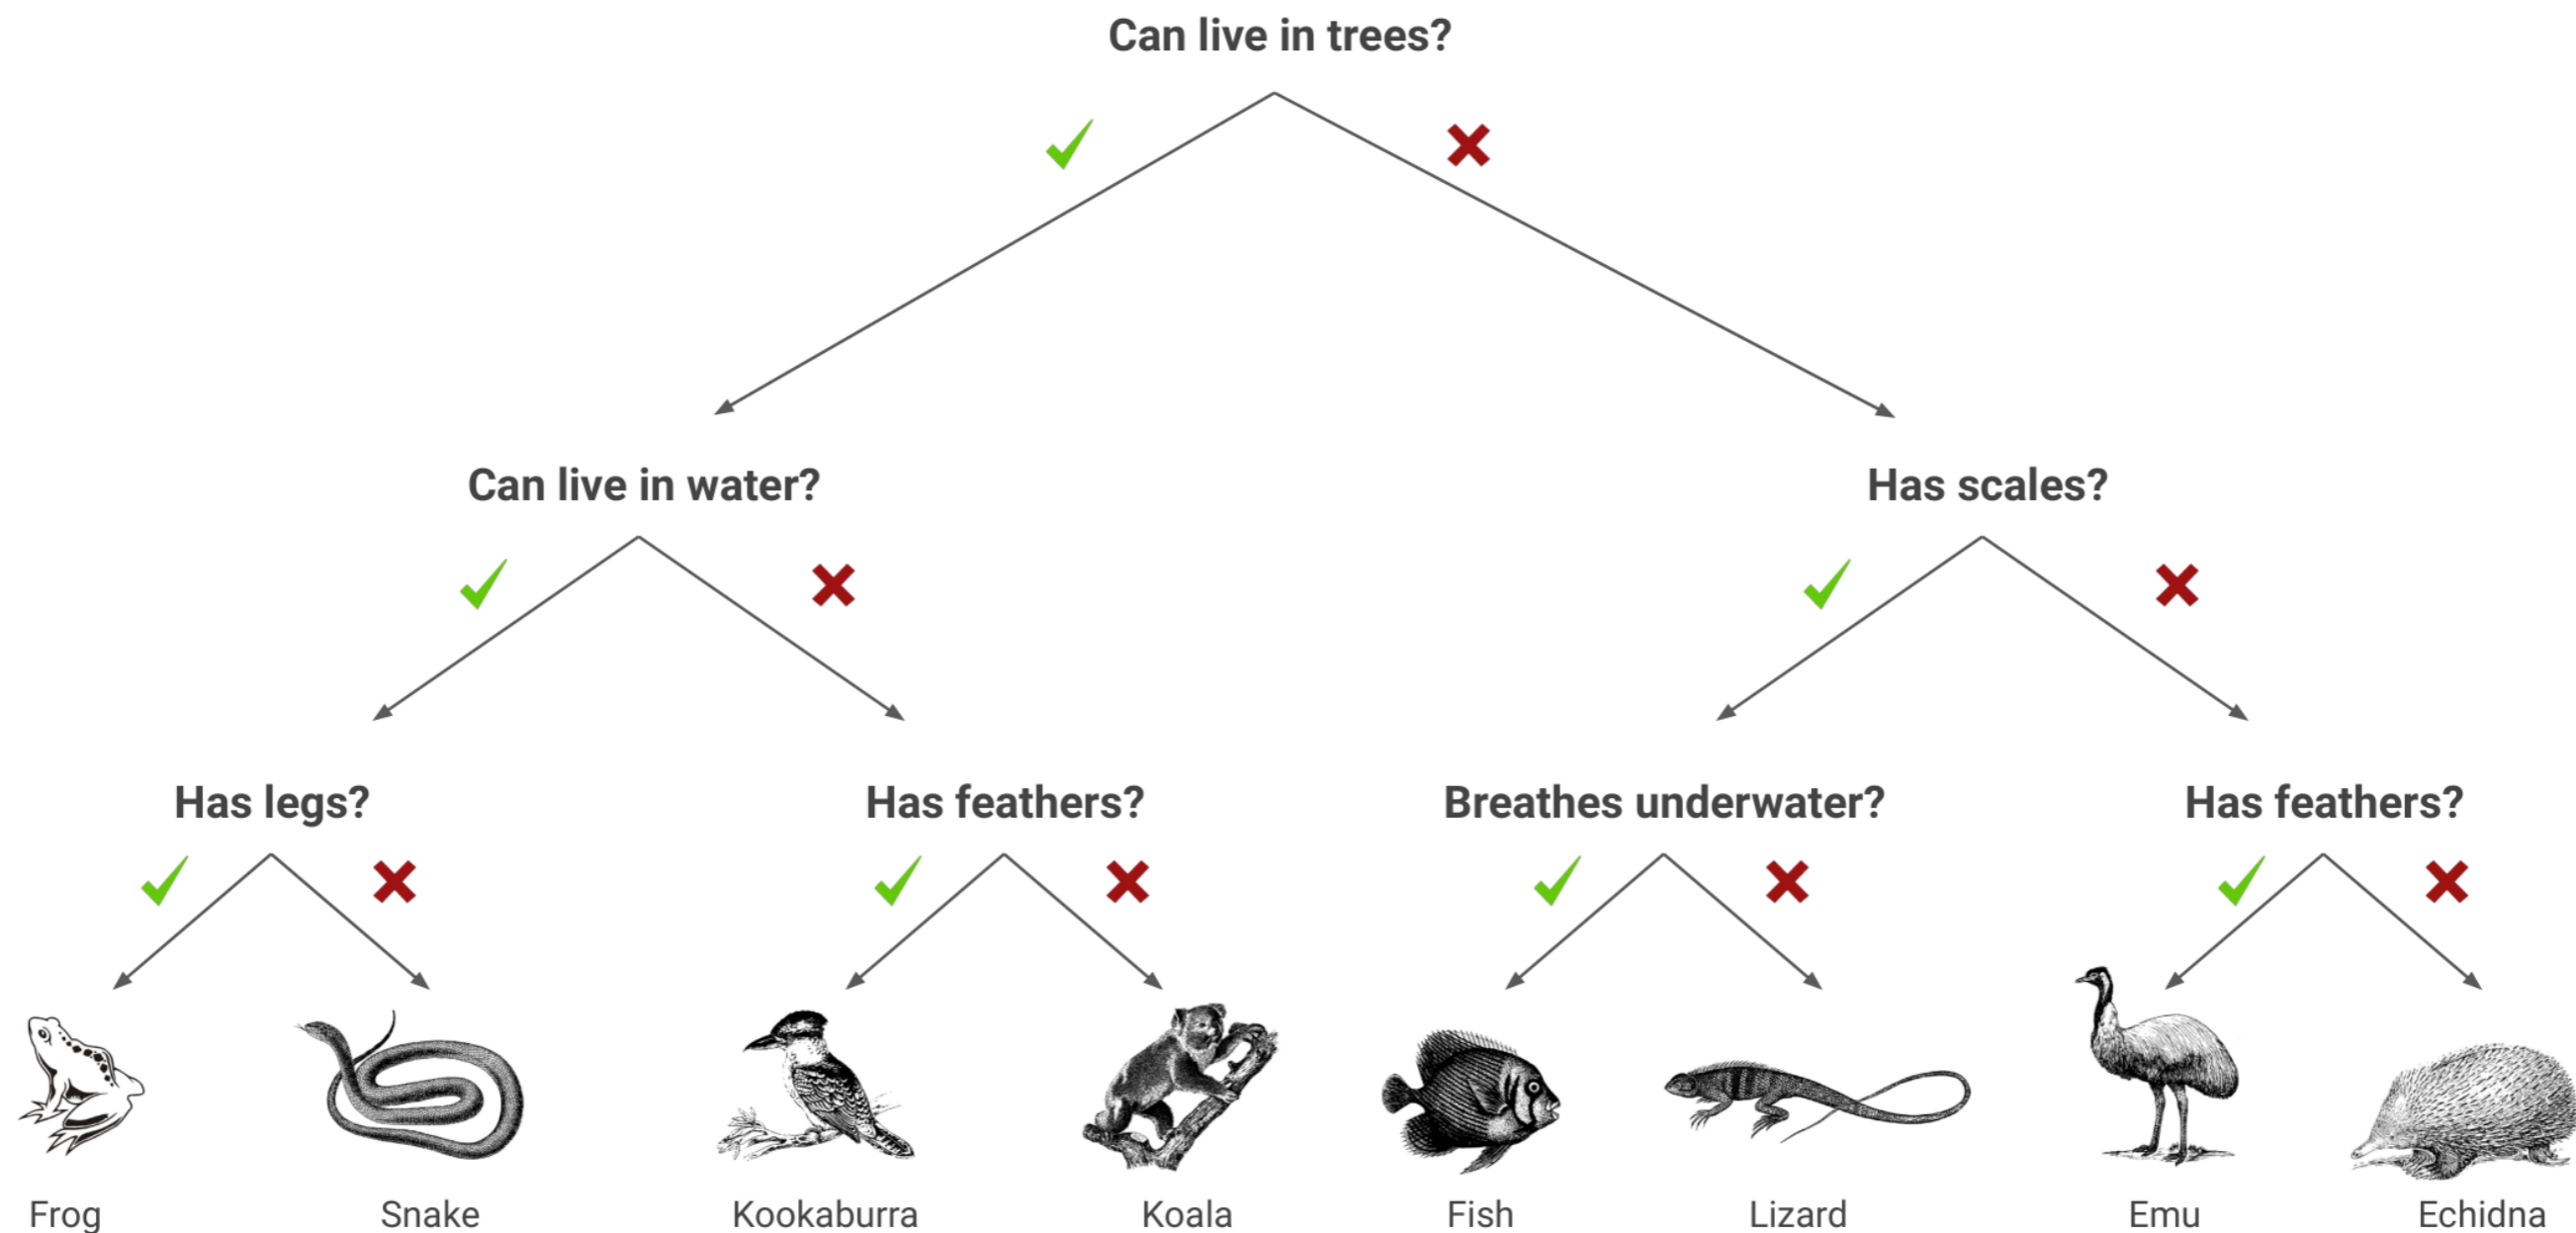 Can live in trees?
Can live in water?
Has scales?
Has legs?
Has feathers?
Breathes underwater?
Has feathers?
Frog
Snake
Kookaburra
Koala
Fish
Lizard
Emu
Echidna